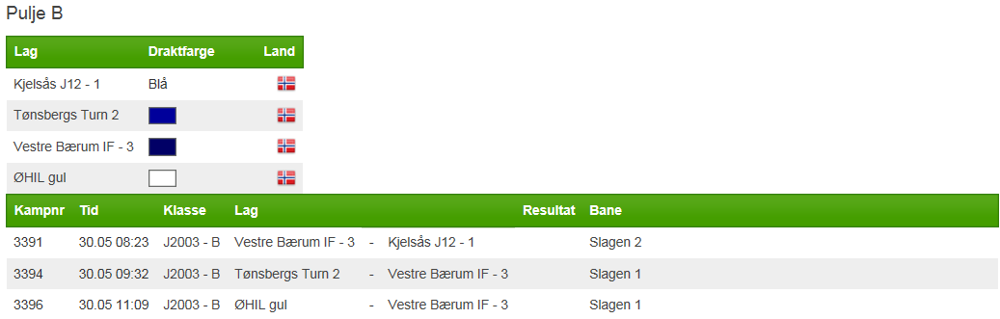 Pulje B
Lag Draktfarge Land
Kjelsås J12 - 1 Blå
Tønsbergs Turn 2
Vestre Bærum IF - 3
ØHIL gul
Kampnr Tid Klasse Lag Resultat Bane
3391 30.05 08:23 J2003 - B Vestre Bærum IF - 3 - Kjelsås J12 - 1 Slagen 2
3394 30.05 09:32 J2003 - B Tønsbergs Turn 2 - Vestre Bærum IF - 3 Slagen 1
3396 30.05 11:09 J2003 - B ØHIL gul - Vestre Bærum IF - 3 Slagen 1